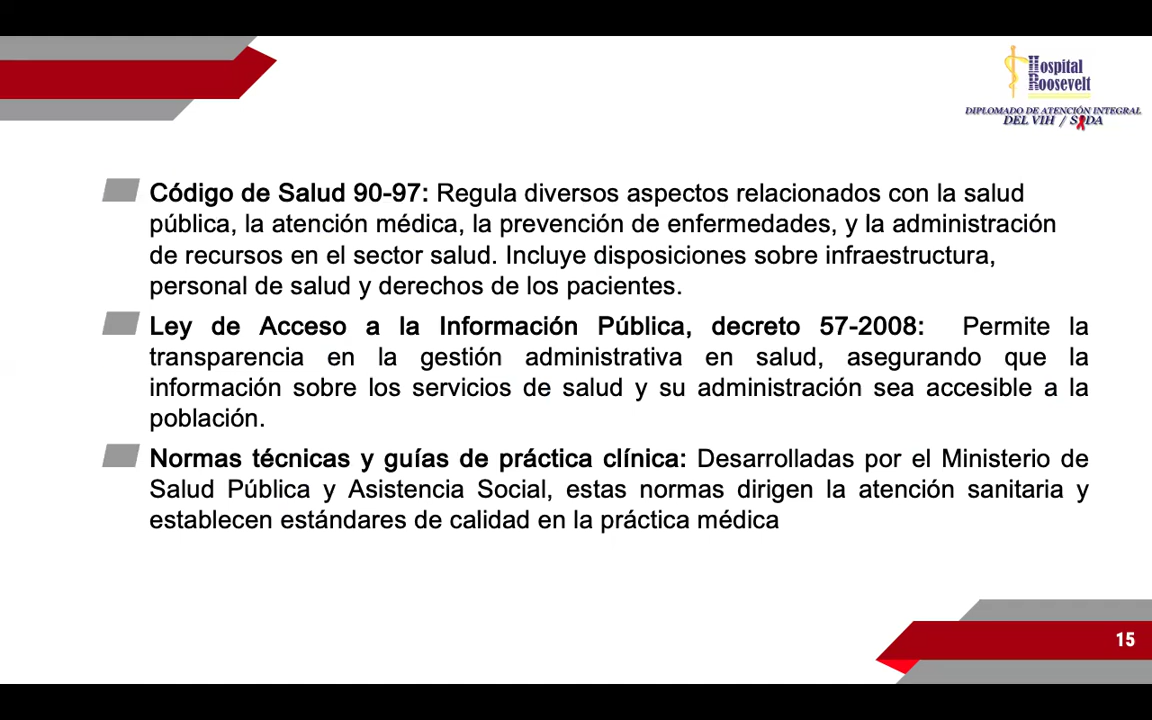 Hospital
Roosevelt
DIPLOMADO DE ATENCIÓN INTEGRAL
DEL VIH / SIDA
Código de Salud 90-97: Regula diversos aspectos relacionados con la salud
pública, la atención médica, la prevención de enfermedades, y la administración
de recursos en el sector salud. Incluye disposiciones sobre infraestructura,
personal de salud y derechos de los pacientes.
Ley de Acceso a la Información Pública, decreto 57-2008: Permite la
transparencia en la gestión administrativa en salud, asegurando que la
información sobre los servicios de salud y su administración sea accesible a la
población.
Normas técnicas y guías de práctica clínica: Desarrolladas por el Ministerio de
Salud Pública y Asistencia Social, estas normas dirigen la atención sanitaria y
establecen estándares de calidad en la práctica médica
15